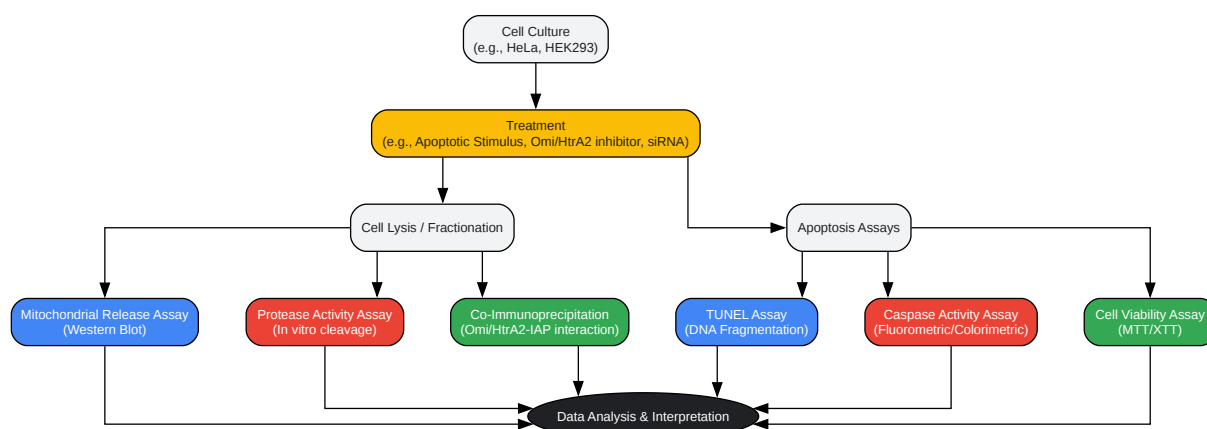 Cell Culture
(e.g., HeLa, HEK293)
Treatment
(e.g., Apoptotic Stimulus, Omi/HtrA2 inhibitor, siRNA)
Cell Lysis / Fractionation
Apoptosis Assays
Mitochondrial Release Assay
(Western Blot)
Protease Activity Assay
(In vitro cleavage)
Co-Immunoprecipitation
(Omi/HtrA2-IAP interaction)
TUNEL Assay
(DNA Fragmentation)
Caspase Activity Assay
(Fluorometric/Colorimetric)
Cell Viability Assay
(MTT/XTT)
Data Analysis & Interpretation